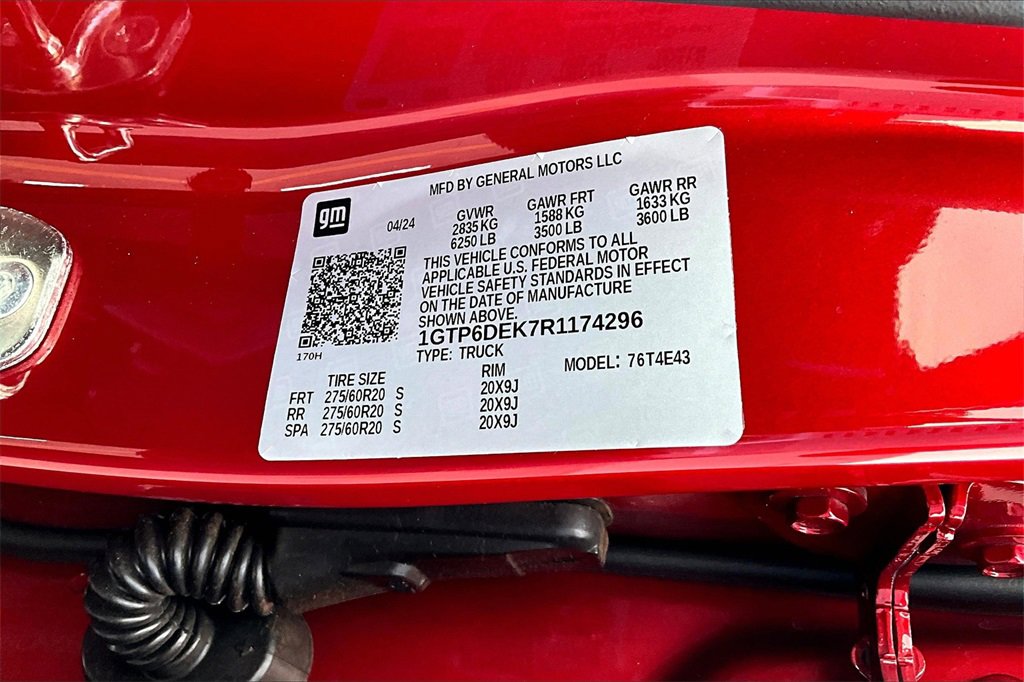 MFD BY GENERAL MOTORS LLC
gm
04/24
GVWR GAWR FRT GAWR RR
2835 KG 1588 KG 1633 KG
6250 LB 3500 LB 3600 LB
THIS VEHICLE CONFORMS TO ALL
APPLICABLE U.S. FEDERAL MOTOR
VEHICLE SAFETY STANDARDS IN EFFECT
ON THE DATE OF MANUFACTURE
SHOWN ABOVE.
1GTP6DEK7R1174296
170H
TYPE: TRUCK MODEL: 76T4E43
TIRE SIZE RIM
FRT 275/60R20 S 20X9J
RR 275/60R20 S 20X9J
SPA 275/60R20 S 20X9J